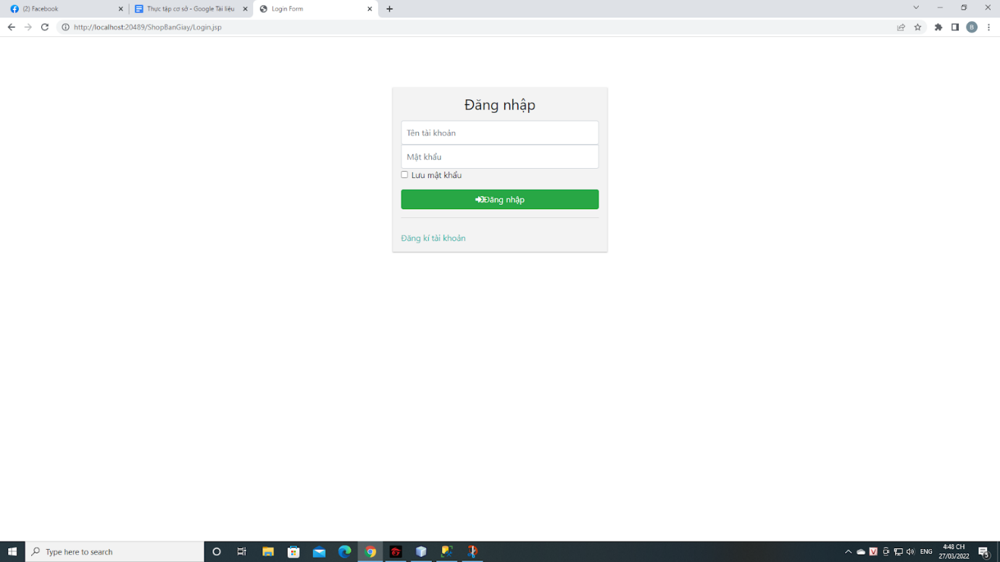 (2) Facebook
Thực tập cơ sở - Google Tài liệu
Login Form
http://localhost:20489/ShopBanGiay/Login.jsp
B
Đăng nhập
Tên tài khoản
Mật khẩu
Lưu mật khẩu
Đăng nhập
Đăng kí tài khoản
Type here to search
V
ENG
4:48 CH
27/03/2022
5